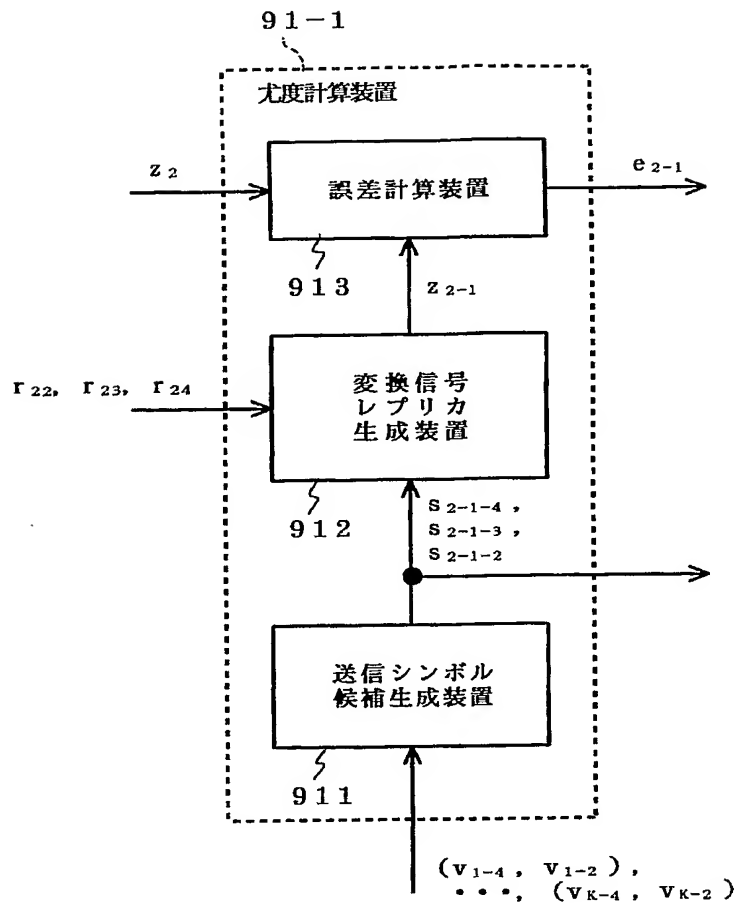 91-1
尤度計算装置
z2
誤差計算装置
e2-1
913
z2-1
r22, r23, r24
変換信号
レプリカ
生成装置
912
s2-1-4,
s2-1-3,
s2-1-2
送信シンボル
候補生成装置
911
(v1-4, v1-2),
•••, (vK-4, vK-2)